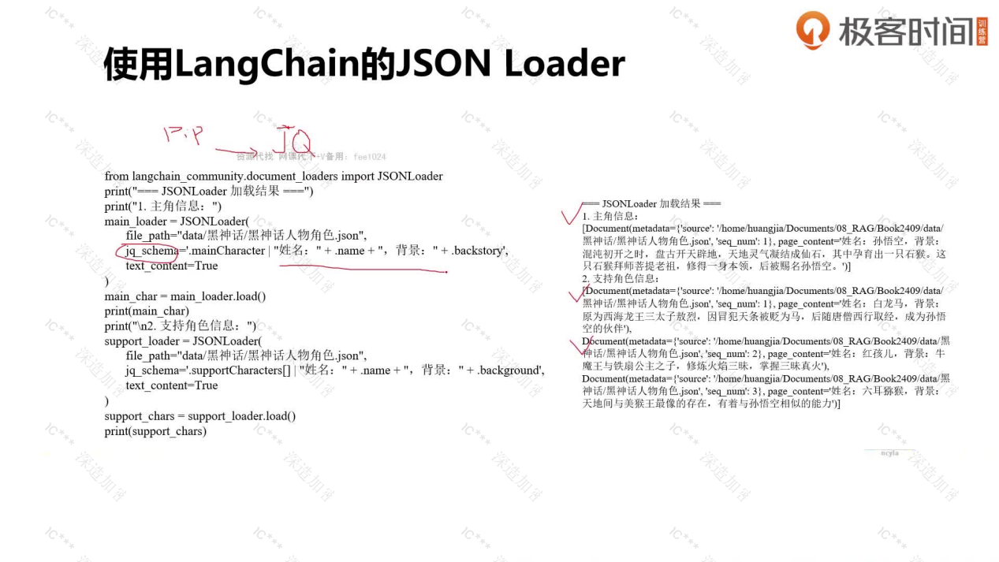 极客时间 训练营
使用LangChain的JSON Loader
PiP → JQ
资源代找 网课代下+V备用：fee1024
from langchain_community.document_loaders import JSONLoader
print("=== JSONLoader 加载结果 ===")
print("1. 主角信息：")
main_loader = JSONLoader(
file_path="data/黑神话/黑神话人物角色.json",
jq_schema='.mainCharacter | "姓名：" + .name + "，背景：" + .backstory',
text_content=True
)
main_char = main_loader.load()
print(main_char)
print("\n2. 支持角色信息：")
support_loader = JSONLoader(
file_path="data/黑神话/黑神话人物角色.json",
jq_schema='.supportCharacters[] | "姓名：" + .name + "，背景：" + .background',
text_content=True
)
support_chars = support_loader.load()
print(support_chars)
=== JSONLoader 加载结果 ===
1. 主角信息：
[Document(metadata={'source': '/home/huangjia/Documents/08_RAG/Book2409/data/
黑神话/黑神话人物角色.json', 'seq_num': 1}, page_content='姓名：孙悟空，背景：
混沌初开之时，盘古开天辟地，天地灵气凝结成仙石，其中孕育出一只石猴。这
只石猴拜师菩提老祖，修得一身本领，后被赐名孙悟空。')]
2. 支持角色信息：
[Document(metadata={'source': '/home/huangjia/Documents/08_RAG/Book2409/data/
黑神话/黑神话人物角色.json', 'seq_num': 1}, page_content='姓名：白龙马，背景：
原为西海龙王三太子敖烈，因冒犯天条被贬为马，后随唐僧西行取经，成为孙悟
空的伙伴'),
Document(metadata={'source': '/home/huangjia/Documents/08_RAG/Book2409/data/黑
神话/黑神话人物角色.json', 'seq_num': 2}, page_content='姓名：红孩儿，背景：牛
魔王与铁扇公主之子，修炼火焰三昧，掌握三昧真火'),
Document(metadata={'source': '/home/huangjia/Documents/08_RAG/Book2409/data/黑
神话/黑神话人物角色.json', 'seq_num': 3}, page_content='姓名：六耳猕猴，背景：
天地间与美猴王最像的存在，有着与孙悟空相似的能力')]
ncyla
IC*** 深造加密